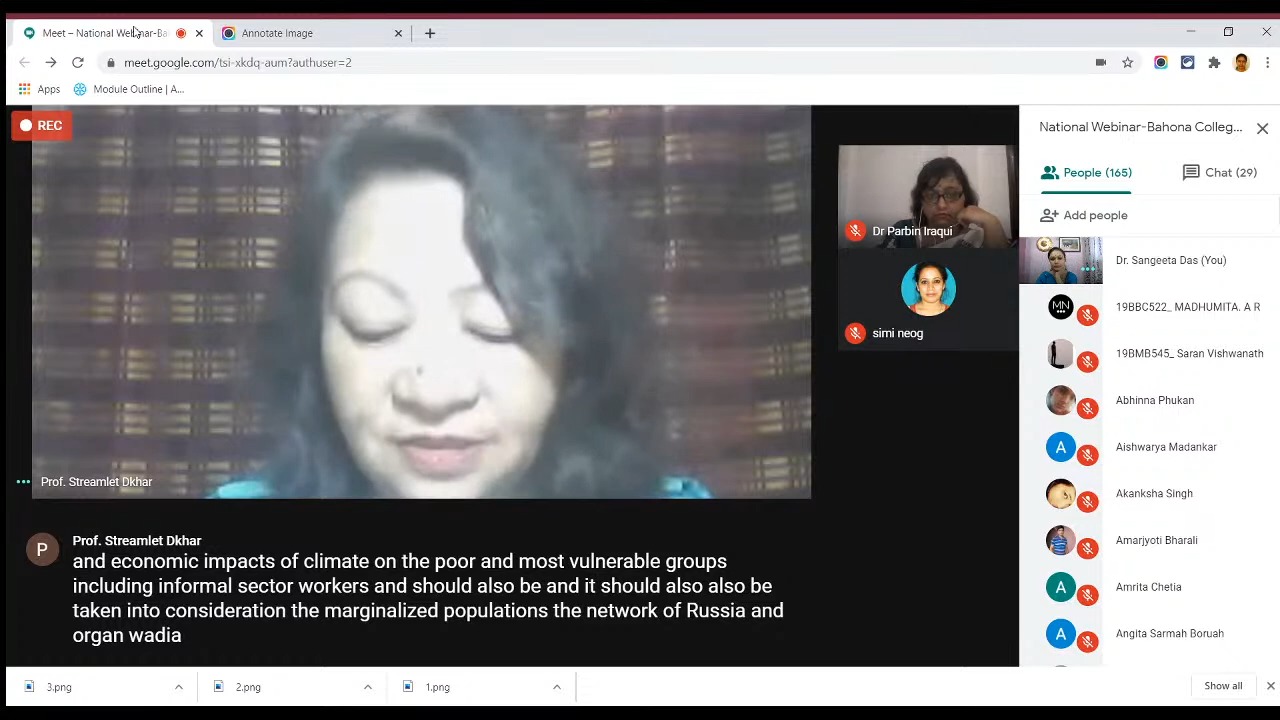 Meet – National Webinar-Ba
Annotate Image
meet.google.com/tsi-xkdq-aum?authuser=2
Apps
Module Outline | A...
REC
National Webinar-Bahona Colleg...
People (165)
Chat (29)
Add people
Dr. Sangeeta Das (You)
MN
19BBC522_ MADHUMITA. A R
19BMB545_ Saran Vishwanath
Abhinna Phukan
A
Aishwarya Madankar
Akanksha Singh
Amarjyoti Bharali
A
Amrita Chetia
A
Angita Sarmah Boruah
Dr Parbin Iraqui
simi neog
Prof. Streamlet Dkhar
P
Prof. Streamlet Dkhar
and economic impacts of climate on the poor and most vulnerable groups
including informal sector workers and should also be and it should also also be
taken into consideration the marginalized populations the network of Russia and
organ wadia
3.png
2.png
1.png
Show all